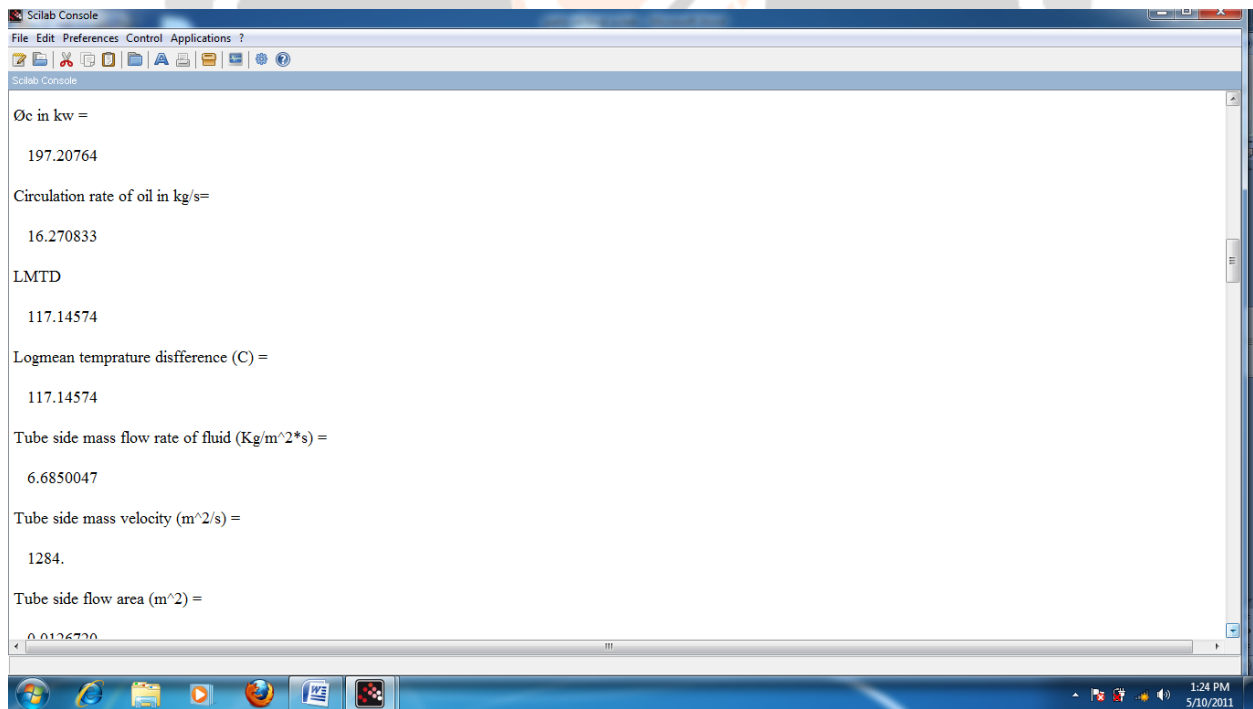 Scilab Console
File Edit Preferences Control Applications ?
Scilab Console
Øc in kw =
197.20764
Circulation rate of oil in kg/s=
16.270833
LMTD
117.14574
Logmean temprature disfference (C) =
117.14574
Tube side mass flow rate of fluid (Kg/m^2*s) =
6.6850047
Tube side mass velocity (m^2/s) =
1284.
Tube side flow area (m^2) =
0.0126720
1:24 PM
5/10/2011